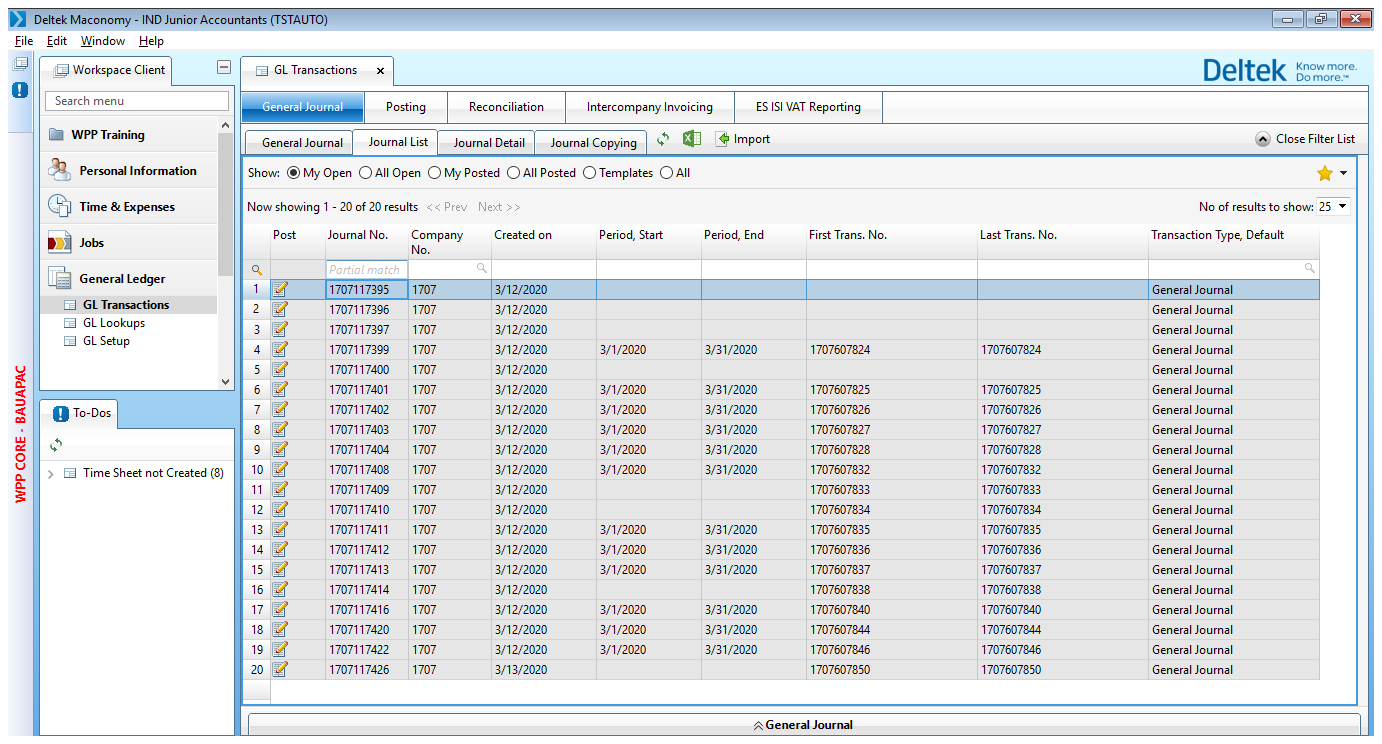 Deltek Maconomy - IND Junior Accountants (TSTAUTO)
File Edit Window Help
Workspace Client
GL Transactions
Deltek Know more. Do more.™
Search menu
General Journal Posting Reconciliation Intercompany Invoicing ES ISI VAT Reporting
WPP Training
Personal Information
Time & Expenses
Jobs
General Ledger
GL Transactions
GL Lookups
GL Setup
WPP CORE - BAUAPAC
To-Dos
Time Sheet not Created (8)
General Journal Journal List Journal Detail Journal Copying Import Close Filter List
Show: My Open All Open My Posted All Posted Templates All
Now showing 1 - 20 of 20 results << Prev Next >> No of results to show: 25
Post Journal No. Company No. Created on Period, Start Period, End First Trans. No. Last Trans. No. Transaction Type, Default
Partial match
1 1707117395 1707 3/12/2020 General Journal
2 1707117396 1707 3/12/2020 General Journal
3 1707117397 1707 3/12/2020 General Journal
4 1707117399 1707 3/12/2020 3/1/2020 3/31/2020 1707607824 1707607824 General Journal
5 1707117400 1707 3/12/2020 General Journal
6 1707117401 1707 3/12/2020 3/1/2020 3/31/2020 1707607825 1707607825 General Journal
7 1707117402 1707 3/12/2020 3/1/2020 3/31/2020 1707607826 1707607826 General Journal
8 1707117403 1707 3/12/2020 3/1/2020 3/31/2020 1707607827 1707607827 General Journal
9 1707117404 1707 3/12/2020 3/1/2020 3/31/2020 1707607828 1707607828 General Journal
10 1707117408 1707 3/12/2020 3/1/2020 3/31/2020 1707607832 1707607832 General Journal
11 1707117409 1707 3/12/2020 1707607833 1707607833 General Journal
12 1707117410 1707 3/12/2020 1707607834 1707607834 General Journal
13 1707117411 1707 3/12/2020 3/1/2020 3/31/2020 1707607835 1707607835 General Journal
14 1707117412 1707 3/12/2020 3/1/2020 3/31/2020 1707607836 1707607836 General Journal
15 1707117413 1707 3/12/2020 3/1/2020 3/31/2020 1707607837 1707607837 General Journal
16 1707117414 1707 3/12/2020 1707607838 1707607838 General Journal
17 1707117416 1707 3/12/2020 3/1/2020 3/31/2020 1707607840 1707607840 General Journal
18 1707117420 1707 3/12/2020 3/1/2020 3/31/2020 1707607844 1707607844 General Journal
19 1707117422 1707 3/12/2020 3/1/2020 3/31/2020 1707607846 1707607846 General Journal
20 1707117426 1707 3/13/2020 1707607850 1707607850 General Journal
General Journal